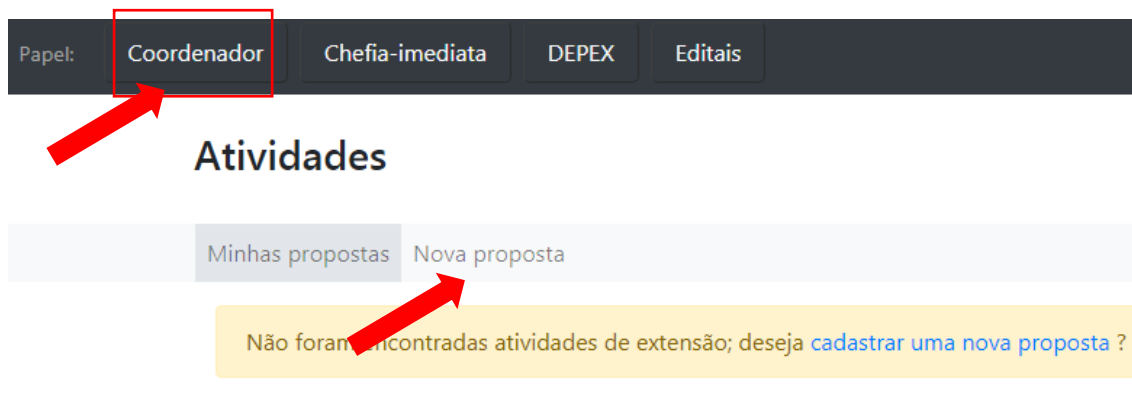 Papel: Coordenador Chefia-imediata DEPEX Editais
Atividades
Minhas propostas Nova proposta
Não foram encontradas atividades de extensão; deseja cadastrar uma nova proposta ?